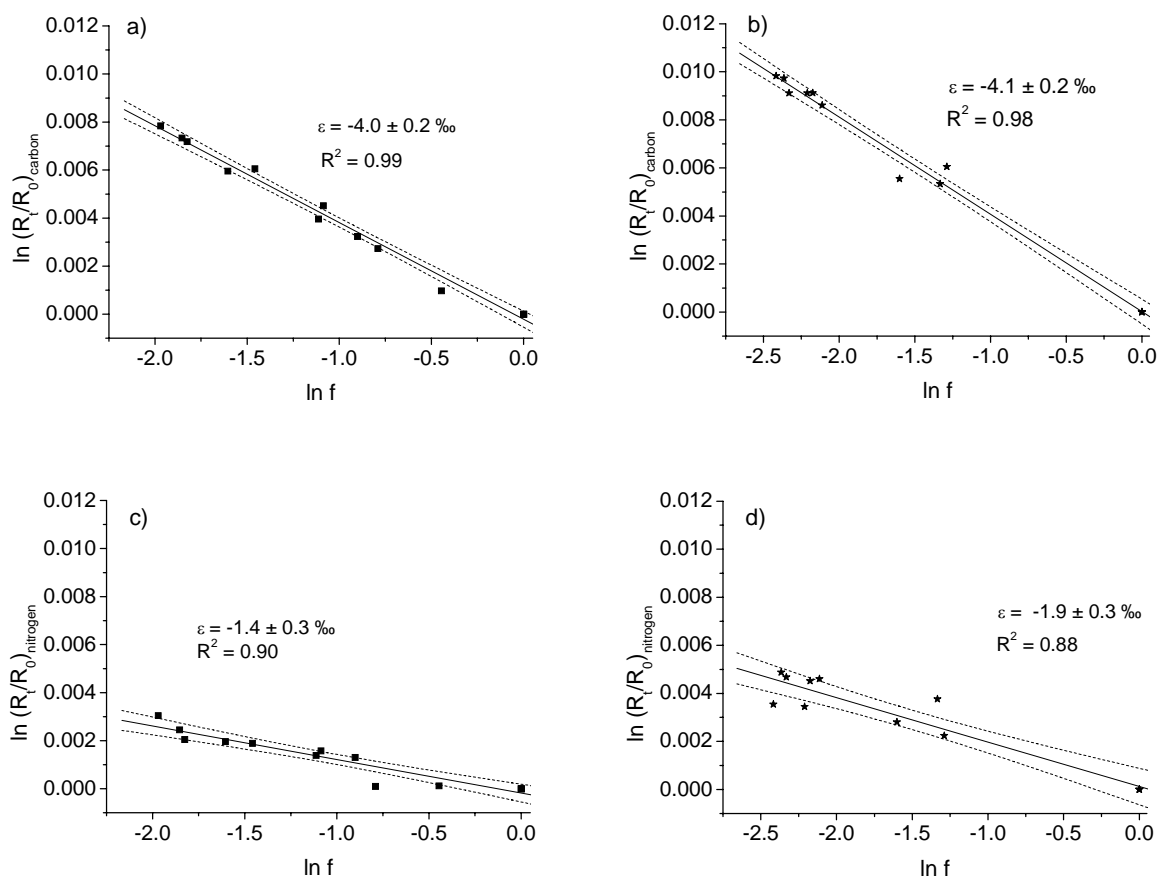 a)
0.012
0.010
0.008
0.006
0.004
0.002
0.000
ln (Rt/R0)carbon
ε = -4.0 ± 0.2 ‰
R² = 0.99
-2.0 -1.5 -1.0 -0.5 0.0
ln f
b)
0.012
0.010
0.008
0.006
0.004
0.002
0.000
ln (Rt/R0)carbon
ε = -4.1 ± 0.2 ‰
R² = 0.98
-2.5 -2.0 -1.5 -1.0 -0.5 0.0
ln f
c)
0.012
0.010
0.008
0.006
0.004
0.002
0.000
ln (Rt/R0)nitrogen
ε = -1.4 ± 0.3 ‰
R² = 0.90
-2.0 -1.5 -1.0 -0.5 0.0
ln f
d)
0.012
0.010
0.008
0.006
0.004
0.002
0.000
ln (Rt/R0)nitrogen
ε = -1.9 ± 0.3 ‰
R² = 0.88
-2.5 -2.0 -1.5 -1.0 -0.5 0.0
ln f